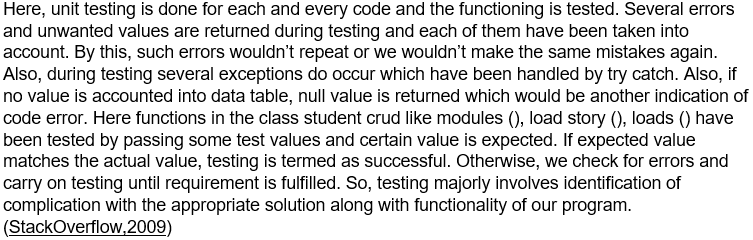 Here, unit testing is done for each and every code and the functioning is tested. Several errors
and unwanted values are returned during testing and each of them have been taken into
account. By this, such errors wouldn't repeat or we wouldn't make the same mistakes again.
Also, during testing several exceptions do occur which have been handled by try catch. Also, if
no value is accounted into data table, null value is returned which would be another indication of
code error. Here functions in the class student crud like modules (), load story (), loads () have
been tested by passing some test values and certain value is expected. If expected value
matches the actual value, testing is termed as successful. Otherwise, we check for errors and
carry on testing until requirement is fulfilled. So, testing majorly involves identification of
complication with the appropriate solution along with functionality of our program.
(StackOverflow,2009)